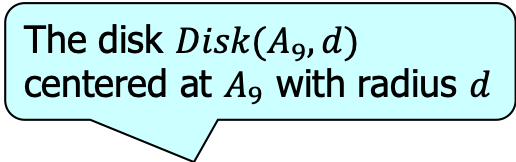 The disk Disk(A₉, d)
centered at A₉ with radius d